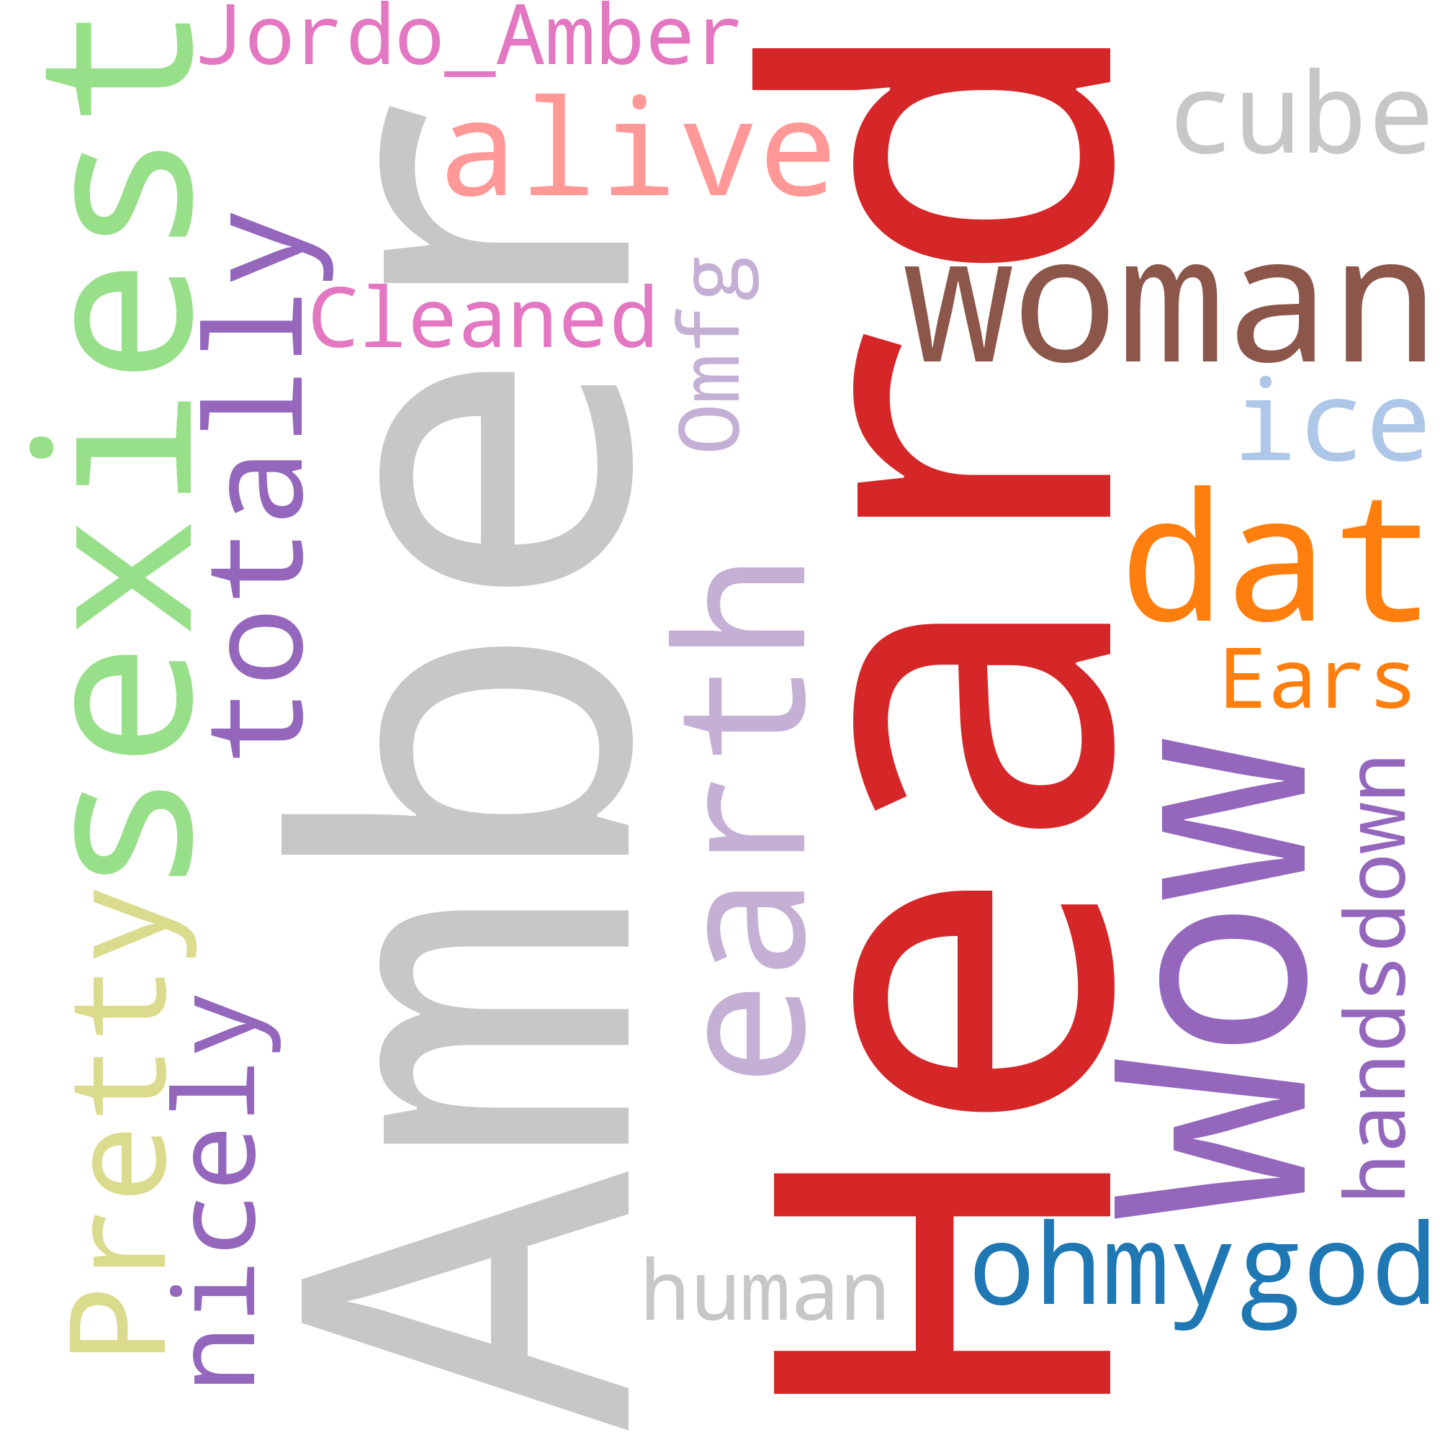 Jordo_Amber
sexiest
alive
cube
totally
Amber
Heard
woman
Cleaned
Omfg
ice
dat
earth
Ears
Wow
handsdown
Pretty
nicely
human
ohmygod